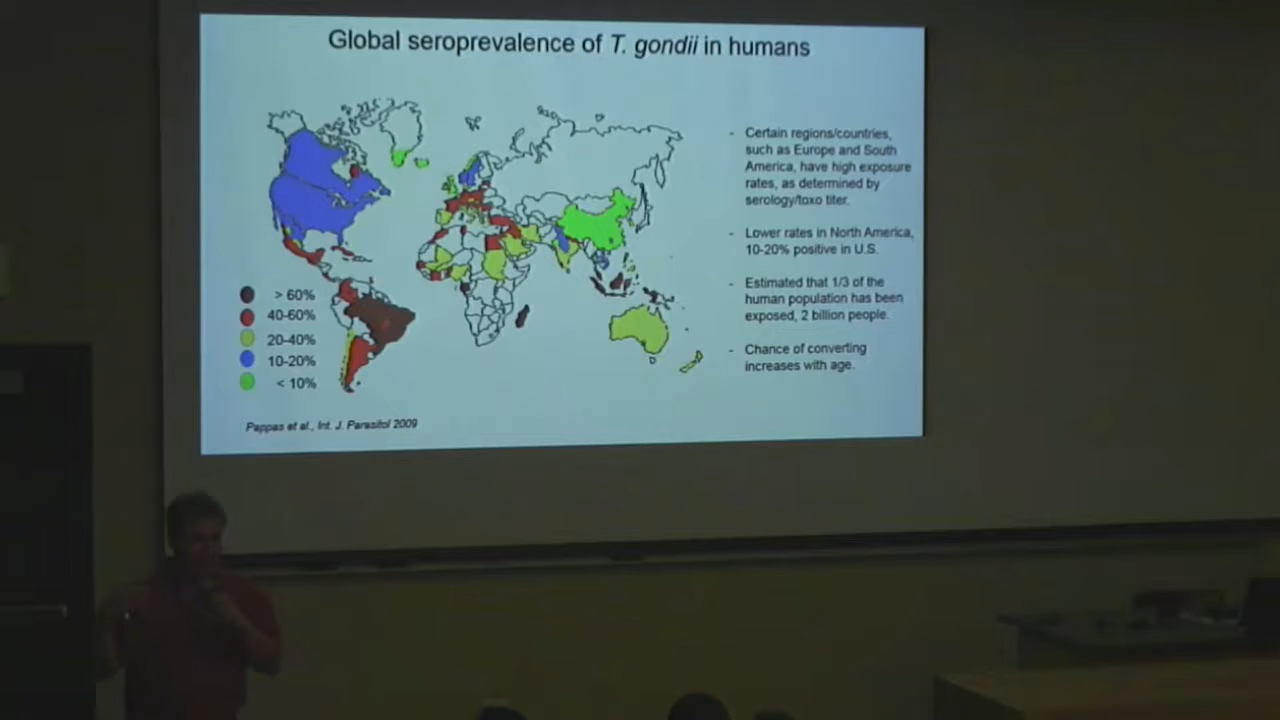 Global seroprevalence of T. gondii in humans
- Certain regions/countries,
such as Europe and South
America, have high exposure
rates, as determined by
serology/toxo titer.
- Lower rates in North America,
10-20% positive in U.S.
- Estimated that 1/3 of the
human population has been
exposed, 2 billion people.
- Chance of converting
increases with age.
> 60%
40-60%
20-40%
10-20%
< 10%
Pappas et al., Int. J. Parasitol 2009